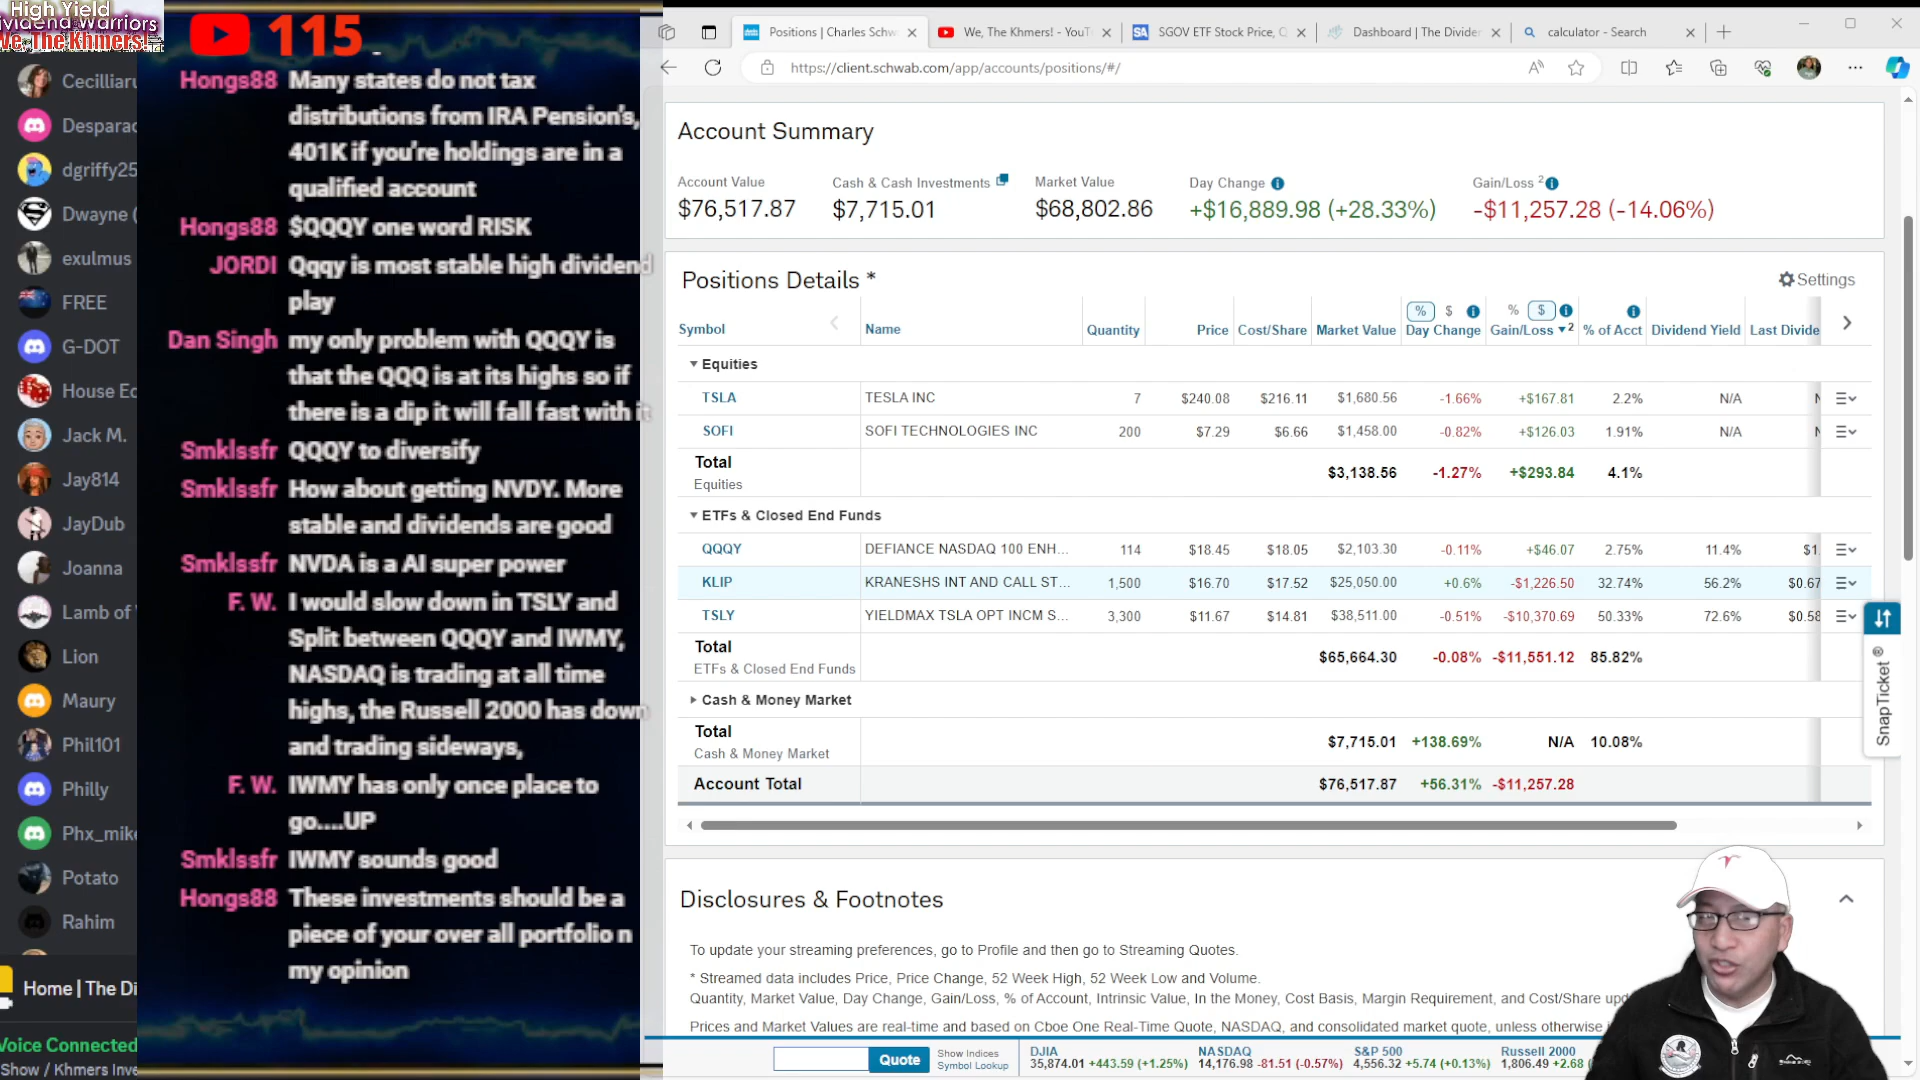 High Yield
Dividend Warriors
We, The Khmers!
Cecilliaru
Desparac
dgriffy25
Dwayne (
exulmus
FREE
G-DOT
House Ec
Jack M.
Jay814
JayDub
Joanna
Lamb of
Lion
Maury
Phil101
Philly
Phx_mike
Potato
Rahim
Home | The Di
Voice Connected
Show / Khmers Inve
115
Hongs88 Many states do not tax
distributions from IRA Pension's,
401K if you're holdings are in a
qualified account
Hongs88 $QQQY one word RISK
JORDI Qqqy is most stable high dividend
play
Dan Singh my only problem with QQQY is
that the QQQ is at its highs so if
there is a dip it will fall fast with it
Smklssfr QQQY to diversify
Smklssfr How about getting NVDY. More
stable and dividends are good
Smklssfr NVDA is a AI super power
F. W. I would slow down in TSLY and
Split between QQQY and IWMY,
NASDAQ is trading at all time
highs, the Russell 2000 has down
and trading sideways,
F. W. IWMY has only once place to
go....UP
Smklssfr IWMY sounds good
Hongs88 These investments should be a
piece of your over all portfolio n
my opinion
Positions | Charles Schw
We, The Khmers! - YouT
SA SGOV ETF Stock Price, Q
Dashboard | The Divider
calculator - Search
https://client.schwab.com/app/accounts/positions/#/
Account Summary
Account Value Cash & Cash Investments Market Value Day Change Gain/Loss 2
$76,517.87 $7,715.01 $68,802.86 +$16,889.98 (+28.33%) -$11,257.28 (-14.06%)
Positions Details *
Settings
% $ % $
Symbol Name Quantity Price Cost/Share Market Value Day Change Gain/Loss 2 % of Acct Dividend Yield Last Divide
Equities
TSLA TESLA INC 7 $240.08 $216.11 $1,680.56 -1.66% +$167.81 2.2% N/A
SOFI SOFI TECHNOLOGIES INC 200 $7.29 $6.66 $1,458.00 -0.82% +$126.03 1.91% N/A
Total $3,138.56 -1.27% +$293.84 4.1%
Equities
ETFs & Closed End Funds
QQQY DEFIANCE NASDAQ 100 ENH... 114 $18.45 $18.05 $2,103.30 -0.11% +$46.07 2.75% 11.4% $1.
KLIP KRANESHS INT AND CALL ST... 1,500 $16.70 $17.52 $25,050.00 +0.6% -$1,226.50 32.74% 56.2% $0.67
TSLY YIELDMAX TSLA OPT INCM S... 3,300 $11.67 $14.81 $38,511.00 -0.51% -$10,370.69 50.33% 72.6% $0.58
Total $65,664.30 -0.08% -$11,551.12 85.82%
ETFs & Closed End Funds
Cash & Money Market
Total $7,715.01 +138.69% N/A 10.08%
Cash & Money Market
Account Total $76,517.87 +56.31% -$11,257.28
SnapTicket ®
Disclosures & Footnotes
To update your streaming preferences, go to Profile and then go to Streaming Quotes.
* Streamed data includes Price, Price Change, 52 Week High, 52 Week Low and Volume.
Quantity, Market Value, Day Change, Gain/Loss, % of Account, Intrinsic Value, In the Money, Cost Basis, Margin Requirement, and Cost/Share upd
Prices and Market Values are real-time and based on Cboe One Real-Time Quote, NASDAQ, and consolidated market quote, unless otherwise i
Quote
Show Indices
Symbol Lookup
DJIA
35,874.01 +443.59 (+1.25%)
NASDAQ
14,176.98 -81.51 (-0.57%)
S&P 500
4,556.32 +5.74 (+0.13%)
Russell 2000
1,806.49 +2.68